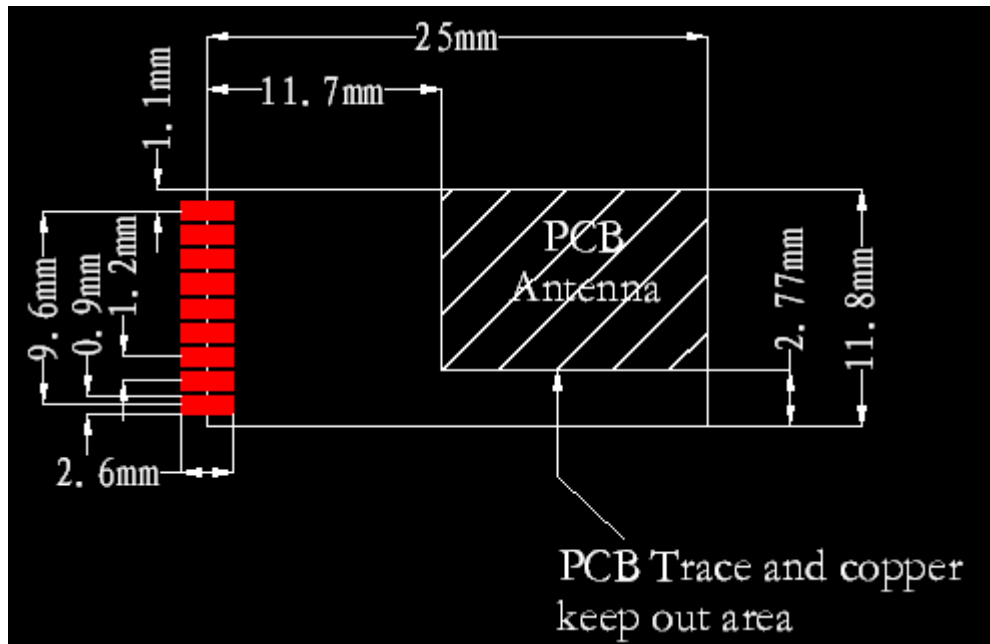 25mm
11.7mm
1.1mm
9.6mm
0.9mm
1.2mm
PCB
Antenna
2.77mm
11.8mm
2.6mm
PCB Trace and copper
keep out area